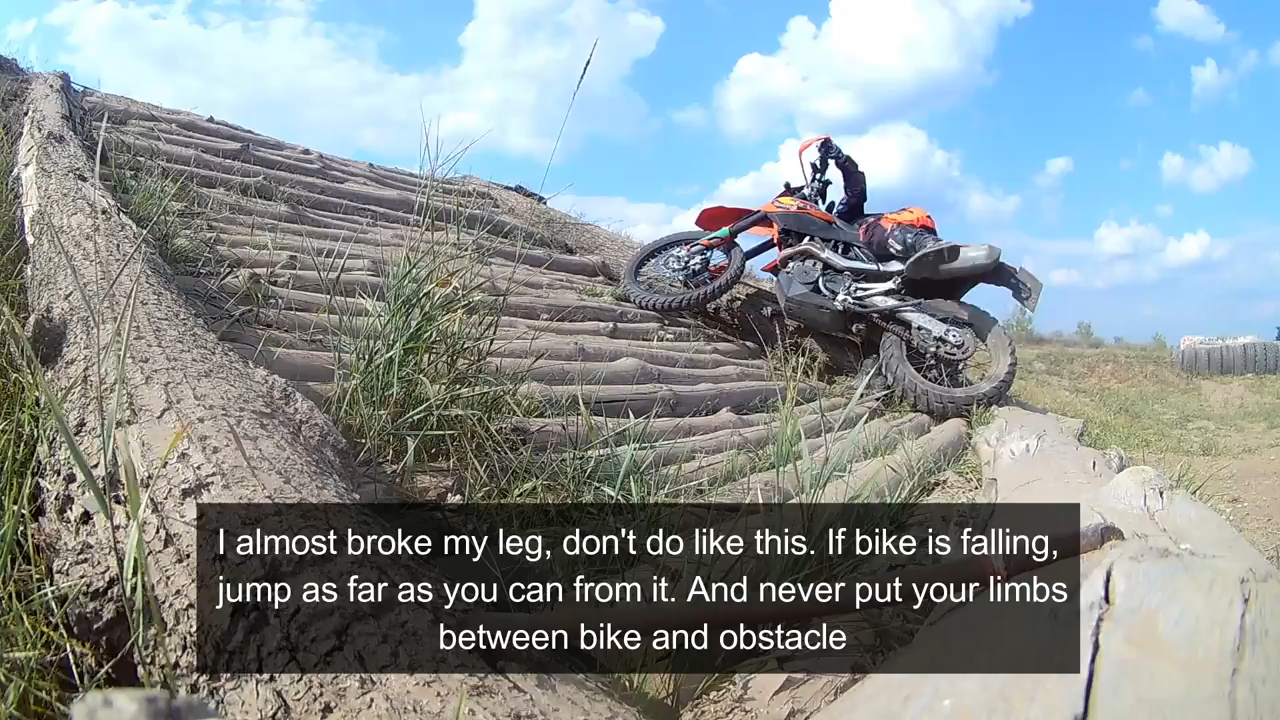 I almost broke my leg, don't do like this. If bike is falling,
jump as far as you can from it. And never put your limbs
between bike and obstacle